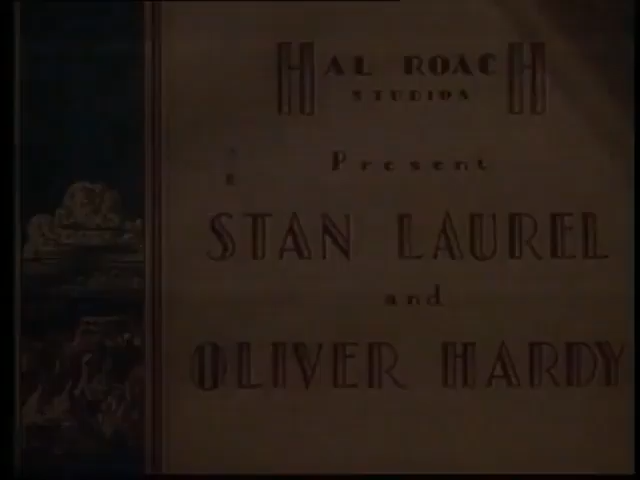 HAL ROACH
STUDIOS
Present
STAN LAUREL
and
OLIVER HARDY